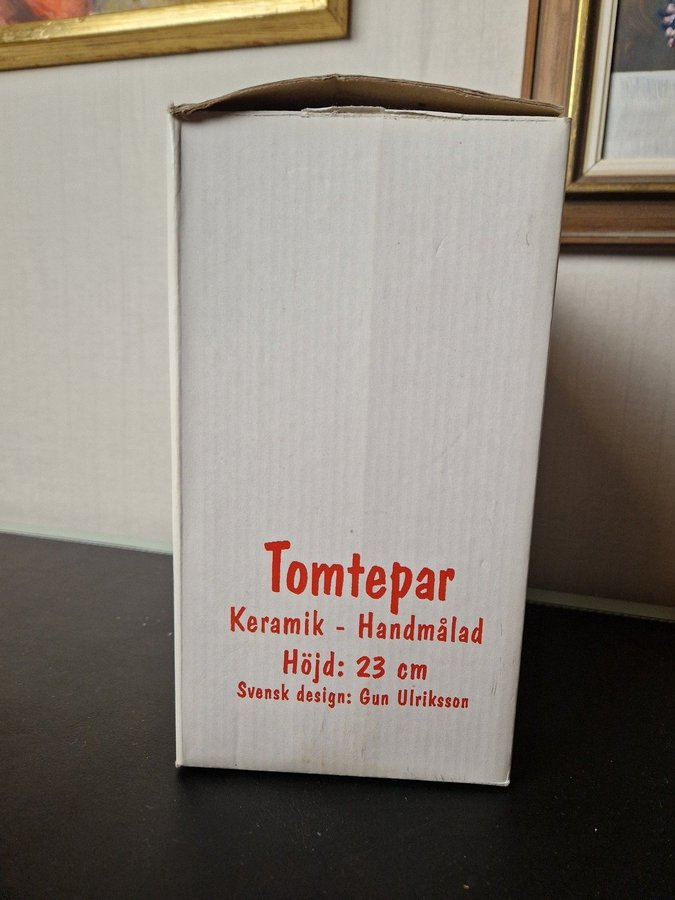 Tomtepar
Keramik - Handmålad
Höjd: 23 cm
Svensk design: Gun Ulriksson